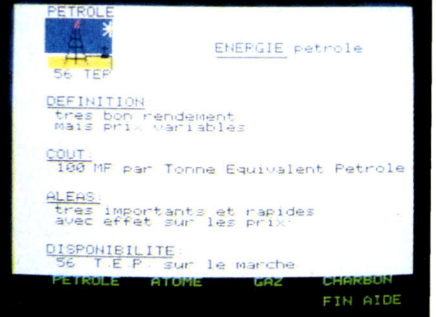 PETROLE
ENERGIE petrole
56 TEP
DEFINITION
tres bon rendement
mais prix variables
COUT:
100 MF par Tonne Equivalent Petrole
ALEAS:
tres importants et rapides
avec effet sur les prix
DISPONIBILITE:
56 T.E.P. sur le marche
PETROLE ATOME GAZ CHARBON
FIN AIDE